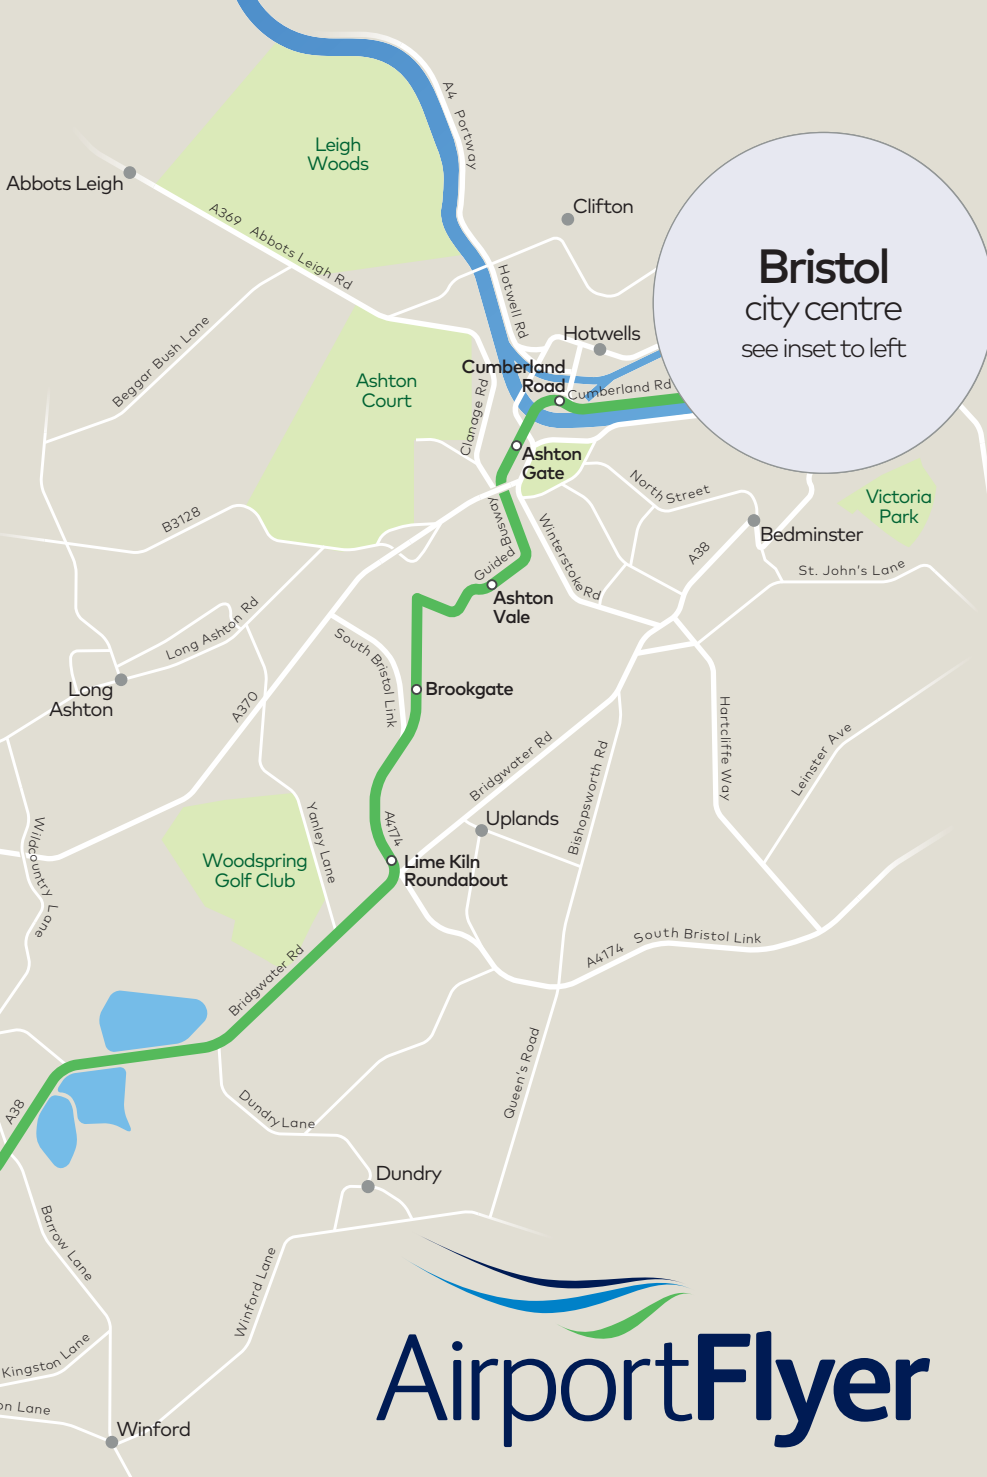 A4 Portway
Leigh
Woods
Abbots Leigh
A369 Abbots Leigh Rd
Clifton
Bristol
city centre
see inset to left
Hotwell Rd
Beggar Bush Lane
Hotwells
Cumberland
Road
Cumberland Rd
Ashton
Court
Clanage Rd
Ashton
Gate
North Street
Victoria
Park
B3128
Busway
Guided
Winterstoke Rd
Bedminster
A38
St. John's Lane
Ashton
Vale
Long Ashton Rd
South Bristol Link
Long
Ashton
A370
Brookgate
Hartcliffe Way
Leinster Ave
Bridgwater Rd
Bishopsworth Rd
Wildcountry Lane
Yanley Lane
A4174
Uplands
Woodspring
Golf Club
Lime Kiln
Roundabout
A4174 South Bristol Link
Bridgwater Rd
Queen's Road
A38
Dundry Lane
Dundry
Barrow Lane
Winford Lane
Kingston Lane
on Lane
Winford
AirportFlyer